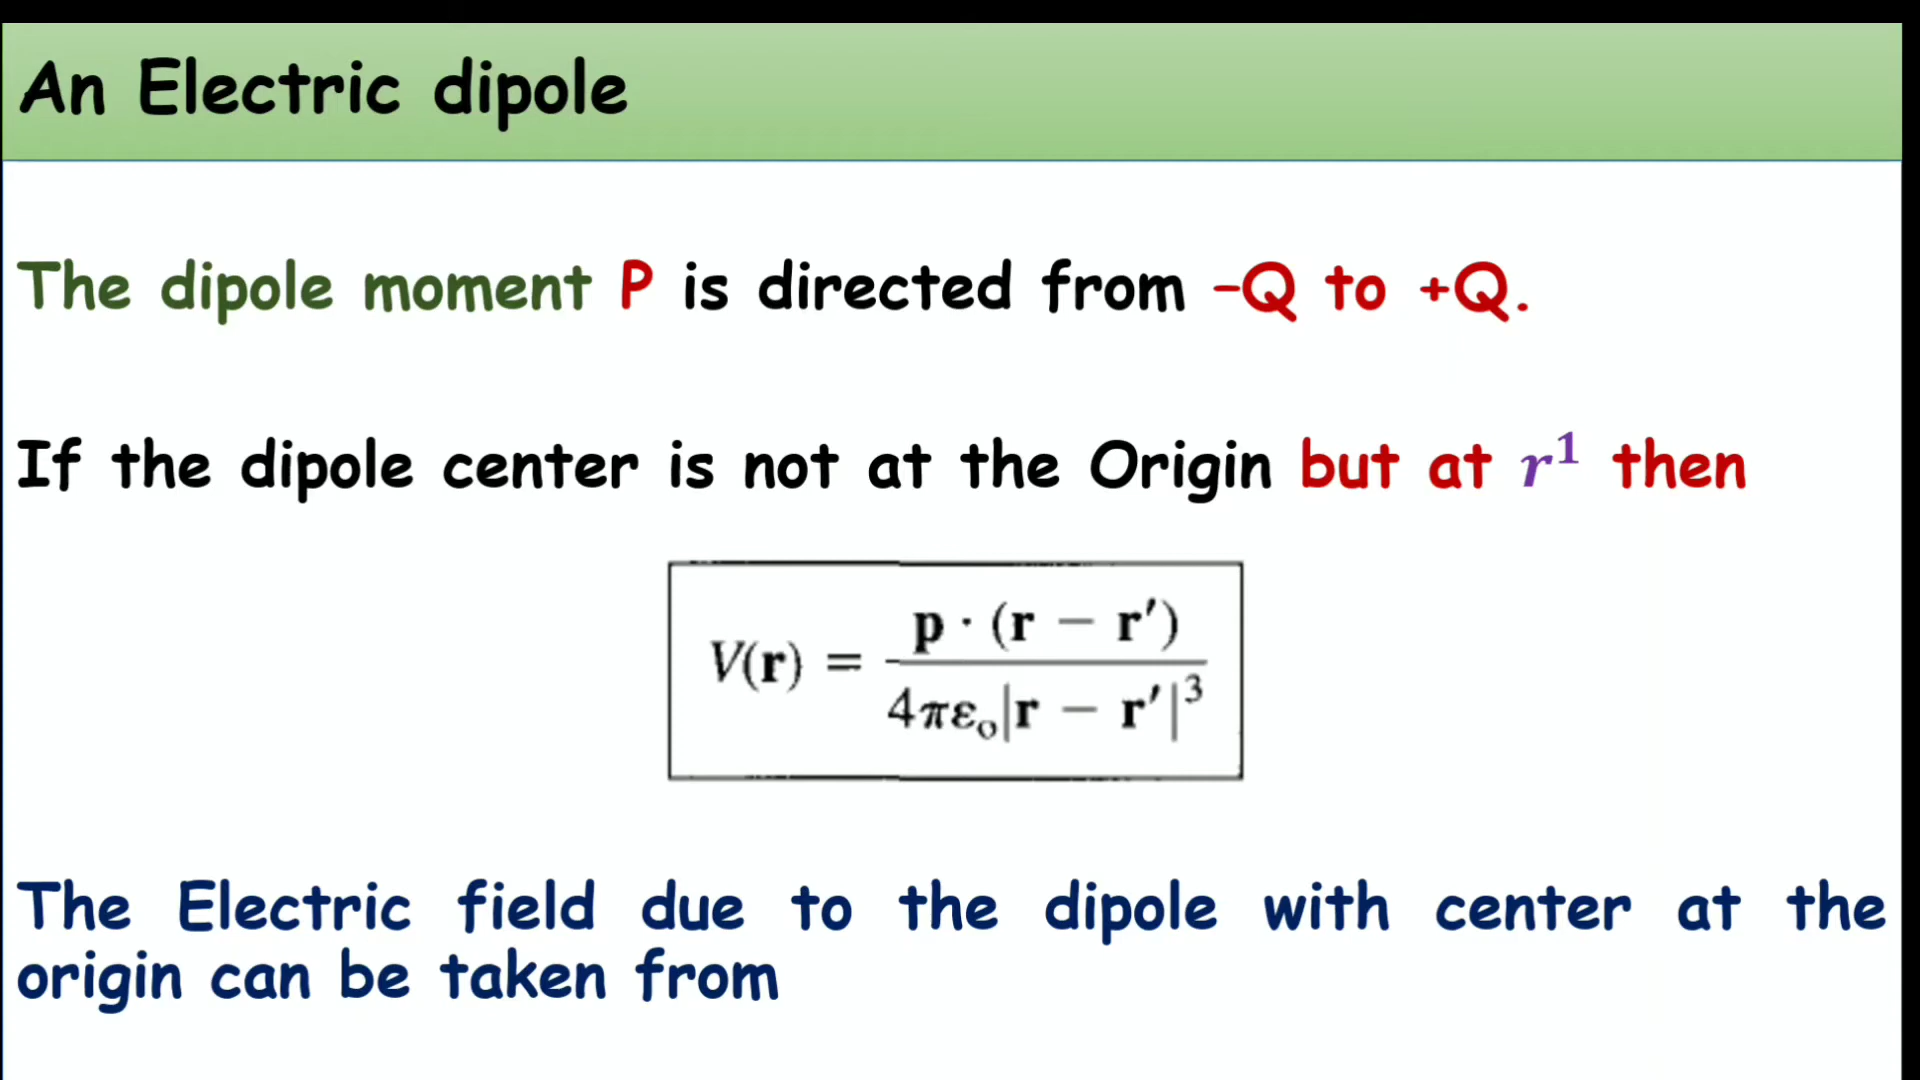 An Electric dipole
The dipole moment P is directed from -Q to +Q.
If the dipole center is not at the Origin but at r¹ then
V(r) = p · (r − r′) / 4πε₀|r − r′|³
The Electric field due to the dipole with center at the
origin can be taken from